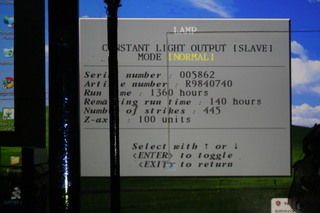 LAMP
CONSTANT LIGHT OUTPUT [SLAVE]
MODE [NORMAL]
Serial number : 005862
Article number : R9840740
Run time : 1360 hours
Remaining run time : 140 hours
Number of strikes : 445
Z-axis : 100 units
Select with ↑ or ↓
<ENTER> to toggle
<EXIT> to return